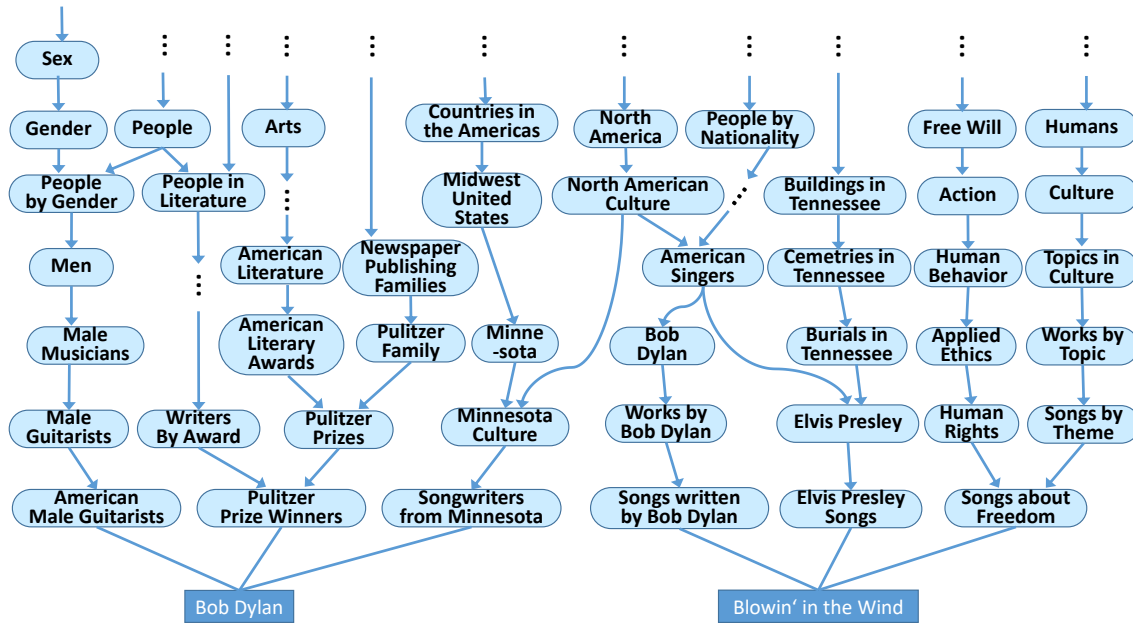 Sex
Gender
People
Arts
Countries in
the Americas
North
America
People by
Nationality
Free Will
Humans
People
by Gender
People in
Literature
Midwest
United
States
North American
Culture
Buildings in
Tennessee
Action
Culture
Men
American
Literature
Newspaper
Publishing
Families
American
Singers
Cemetries in
Tennessee
Human
Behavior
Topics in
Culture
Male
Musicians
American
Literary
Awards
Pulitzer
Family
Minne
-sota
Bob
Dylan
Burials in
Tennessee
Applied
Ethics
Works by
Topic
Male
Guitarists
Writers
By Award
Pulitzer
Prizes
Minnesota
Culture
Works by
Bob Dylan
Elvis Presley
Human
Rights
Songs by
Theme
American
Male Guitarists
Pulitzer
Prize Winners
Songwriters
from Minnesota
Songs written
by Bob Dylan
Elvis Presley
Songs
Songs about
Freedom
Bob Dylan
Blowin‘ in the Wind